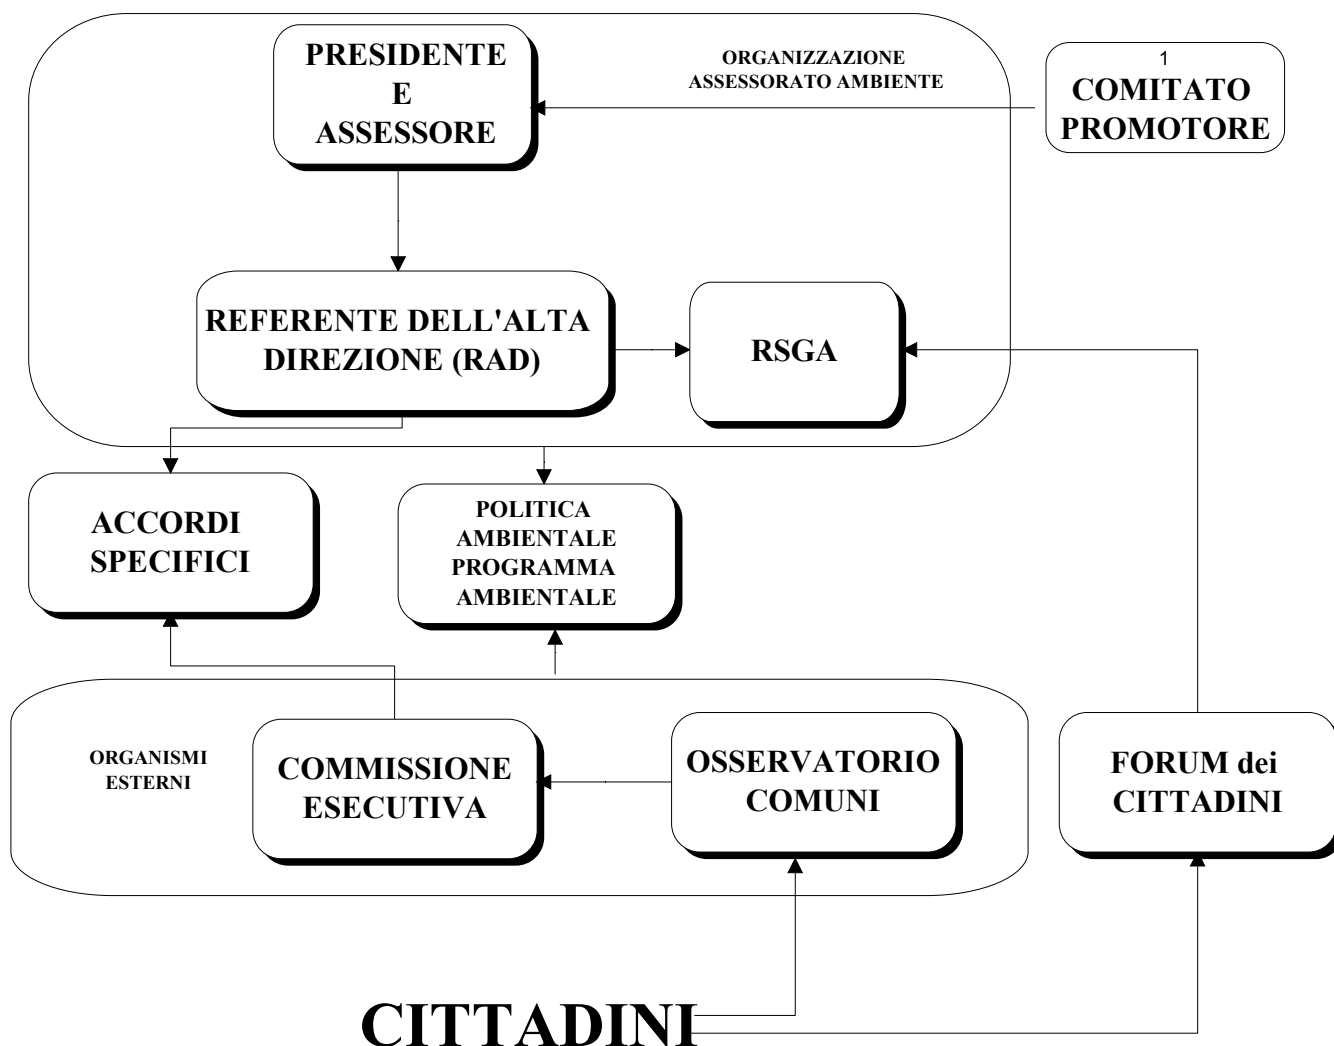 PRESIDENTE
E
ASSESSORE
ORGANIZZAZIONE
ASSESSORATO AMBIENTE
1
COMITATO
PROMOTORE
REFERENTE DELL'ALTA
DIREZIONE (RAD)
RSGA
ACCORDI
SPECIFICI
POLITICA
AMBIENTALE
PROGRAMMA
AMBIENTALE
ORGANISMI
ESTERNI
COMMISSIONE
ESECUTIVA
OSSERVATORIO
COMUNI
FORUM dei
CITTADINI
CITTADINI